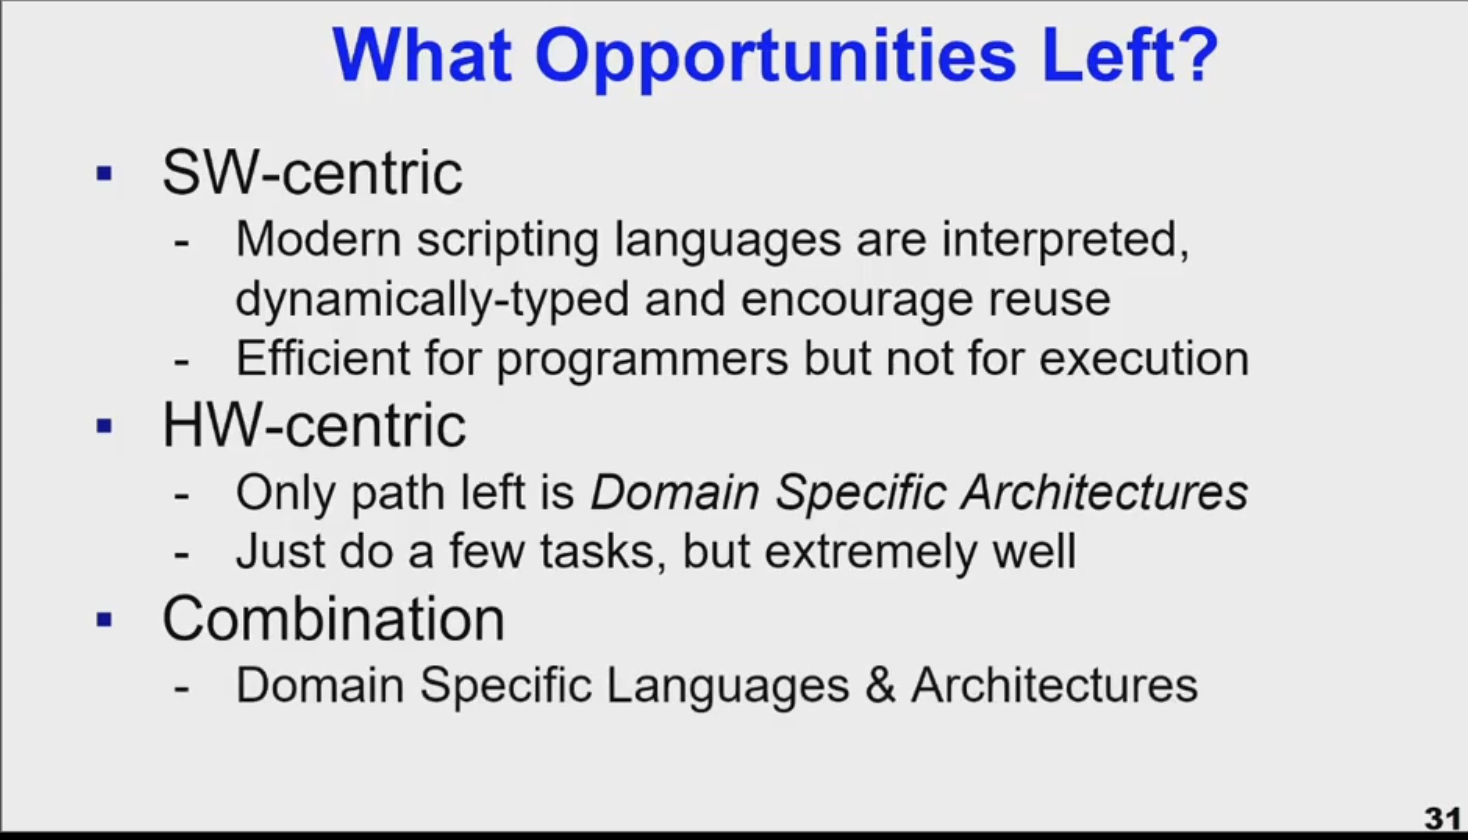 What Opportunities Left?
▪ SW-centric
- Modern scripting languages are interpreted,
dynamically-typed and encourage reuse
- Efficient for programmers but not for execution
▪ HW-centric
- Only path left is Domain Specific Architectures
- Just do a few tasks, but extremely well
▪ Combination
- Domain Specific Languages & Architectures
31